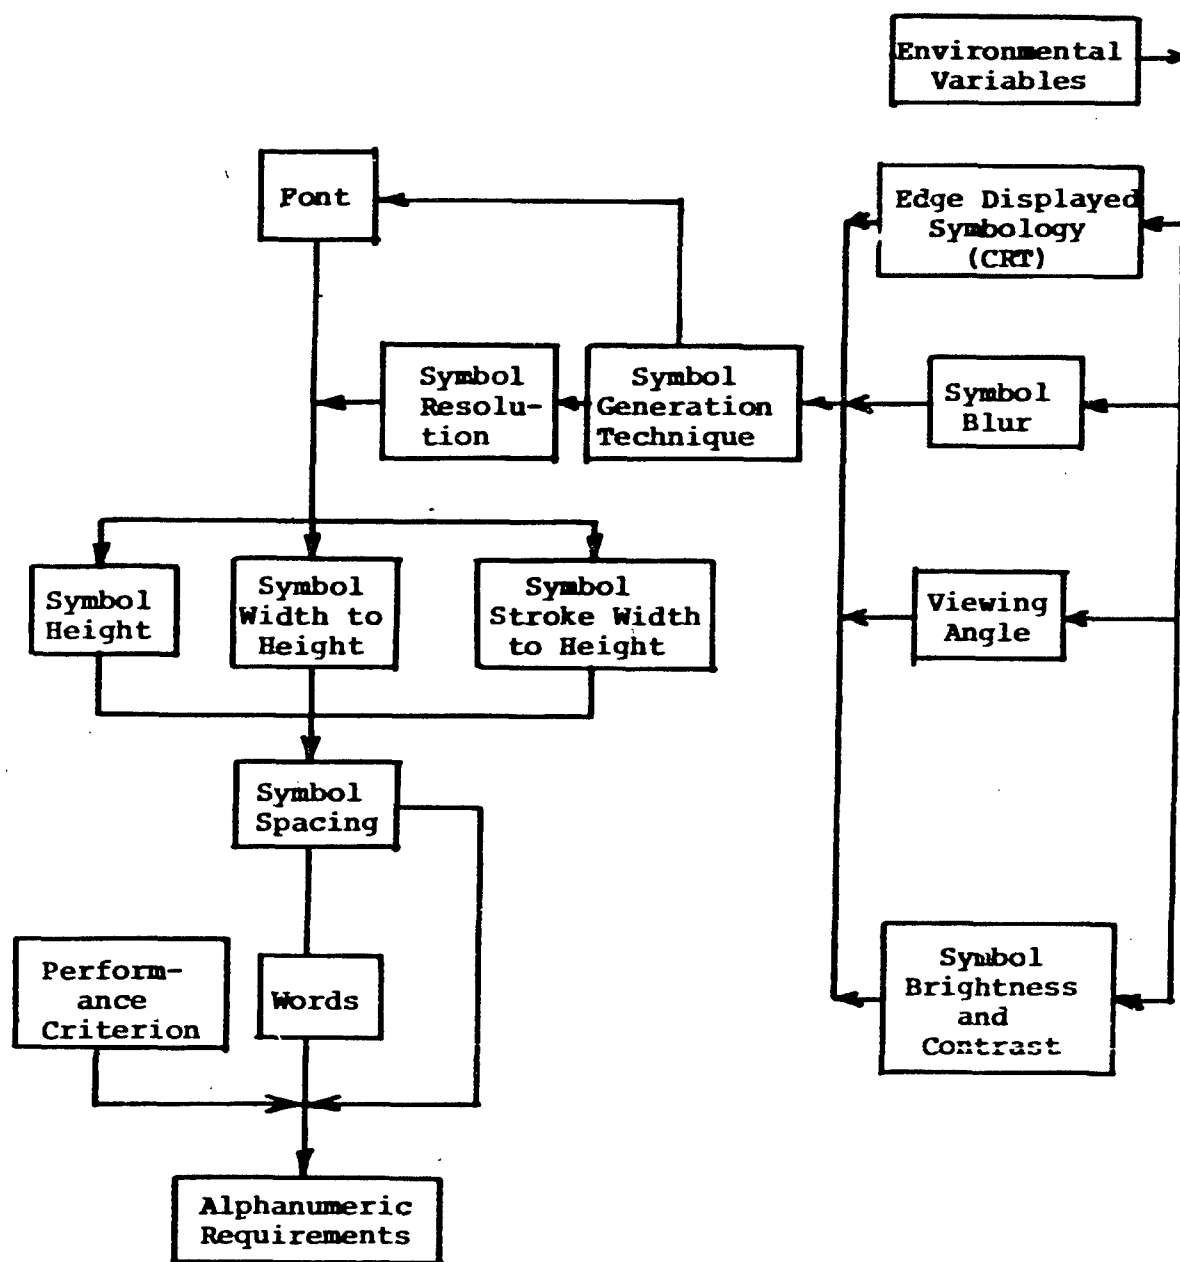 Environmental
Variables
Font
Edge Displayed
Symbology
(CRT)
Symbol
Resolu-
tion
Symbol
Generation
Technique
Symbol
Blur
Symbol
Height
Symbol
Width to
Height
Symbol
Stroke Width
to Height
Viewing
Angle
Symbol
Spacing
Perform-
ance
Criterion
Words
Symbol
Brightness
and
Contrast
Alphanumeric
Requirements